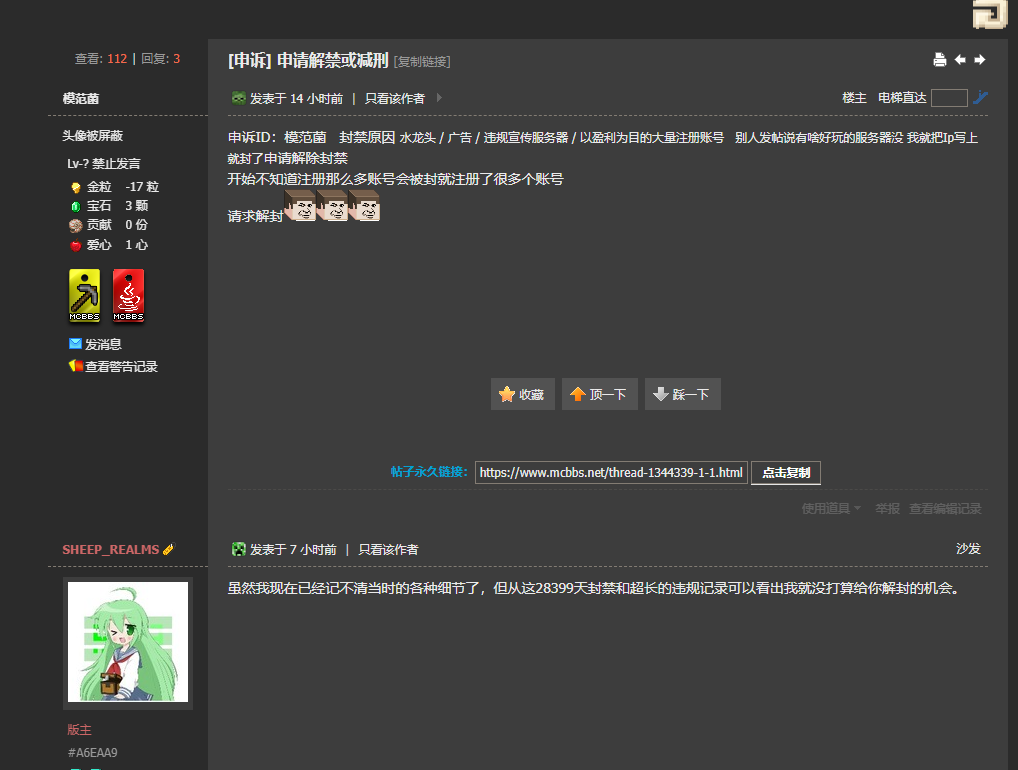 查看: 112 | 回复: 3
[申诉] 申请解禁或减刑 [复制链接]
模范菌
发表于 14 小时前 | 只看该作者
楼主 电梯直达
头像被屏蔽
Lv-? 禁止发言
金粒 -17 粒
宝石 3 颗
贡献 0 份
爱心 1 心
MCBBS MCBBS
发消息
查看警告记录
申诉ID：模范菌 封禁原因 水龙头 / 广告 / 违规宣传服务器 / 以盈利为目的大量注册账号 别人发帖说有啥好玩的服务器没 我就把Ip写上
就封了申请解除封禁
开始不知道注册那么多账号会被封就注册了很多个账号
请求解封
收藏 顶一下 踩一下
帖子永久链接: https://www.mcbbs.net/thread-1344339-1-1.html 点击复制
使用道具 举报 查看编辑记录
SHEEP_REALMS
发表于 7 小时前 | 只看该作者
沙发
虽然我现在已经记不清当时的各种细节了，但从这28399天封禁和超长的违规记录可以看出我就没打算给你解封的机会。
版主
#A6EAA9